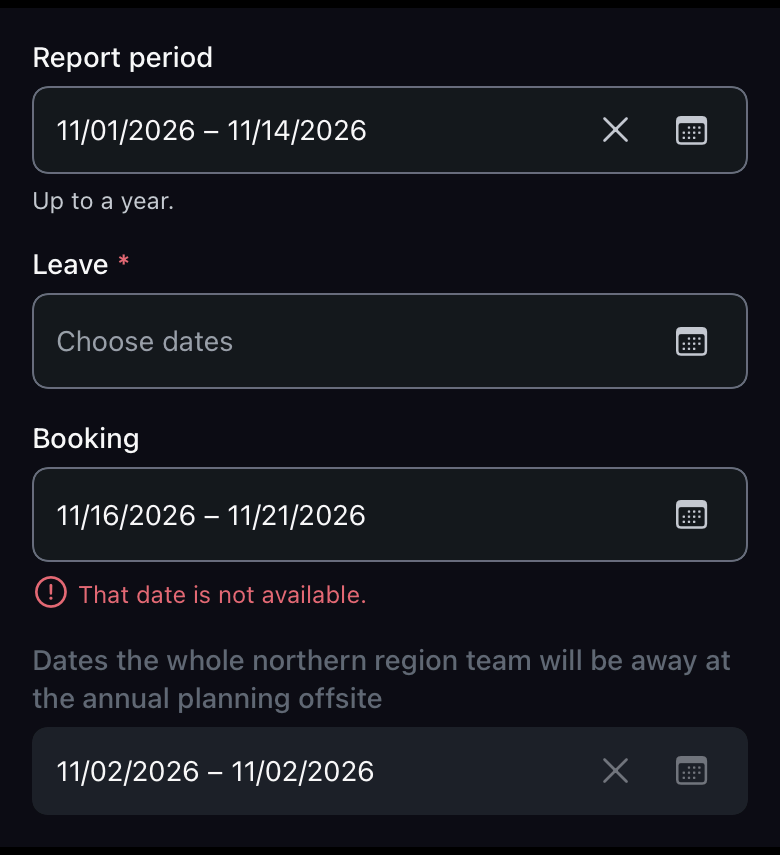 Report period
11/01/2026 – 11/14/2026
Up to a year.
Leave *
Choose dates
Booking
11/16/2026 – 11/21/2026
That date is not available.
Dates the whole northern region team will be away at
the annual planning offsite
11/02/2026 – 11/02/2026